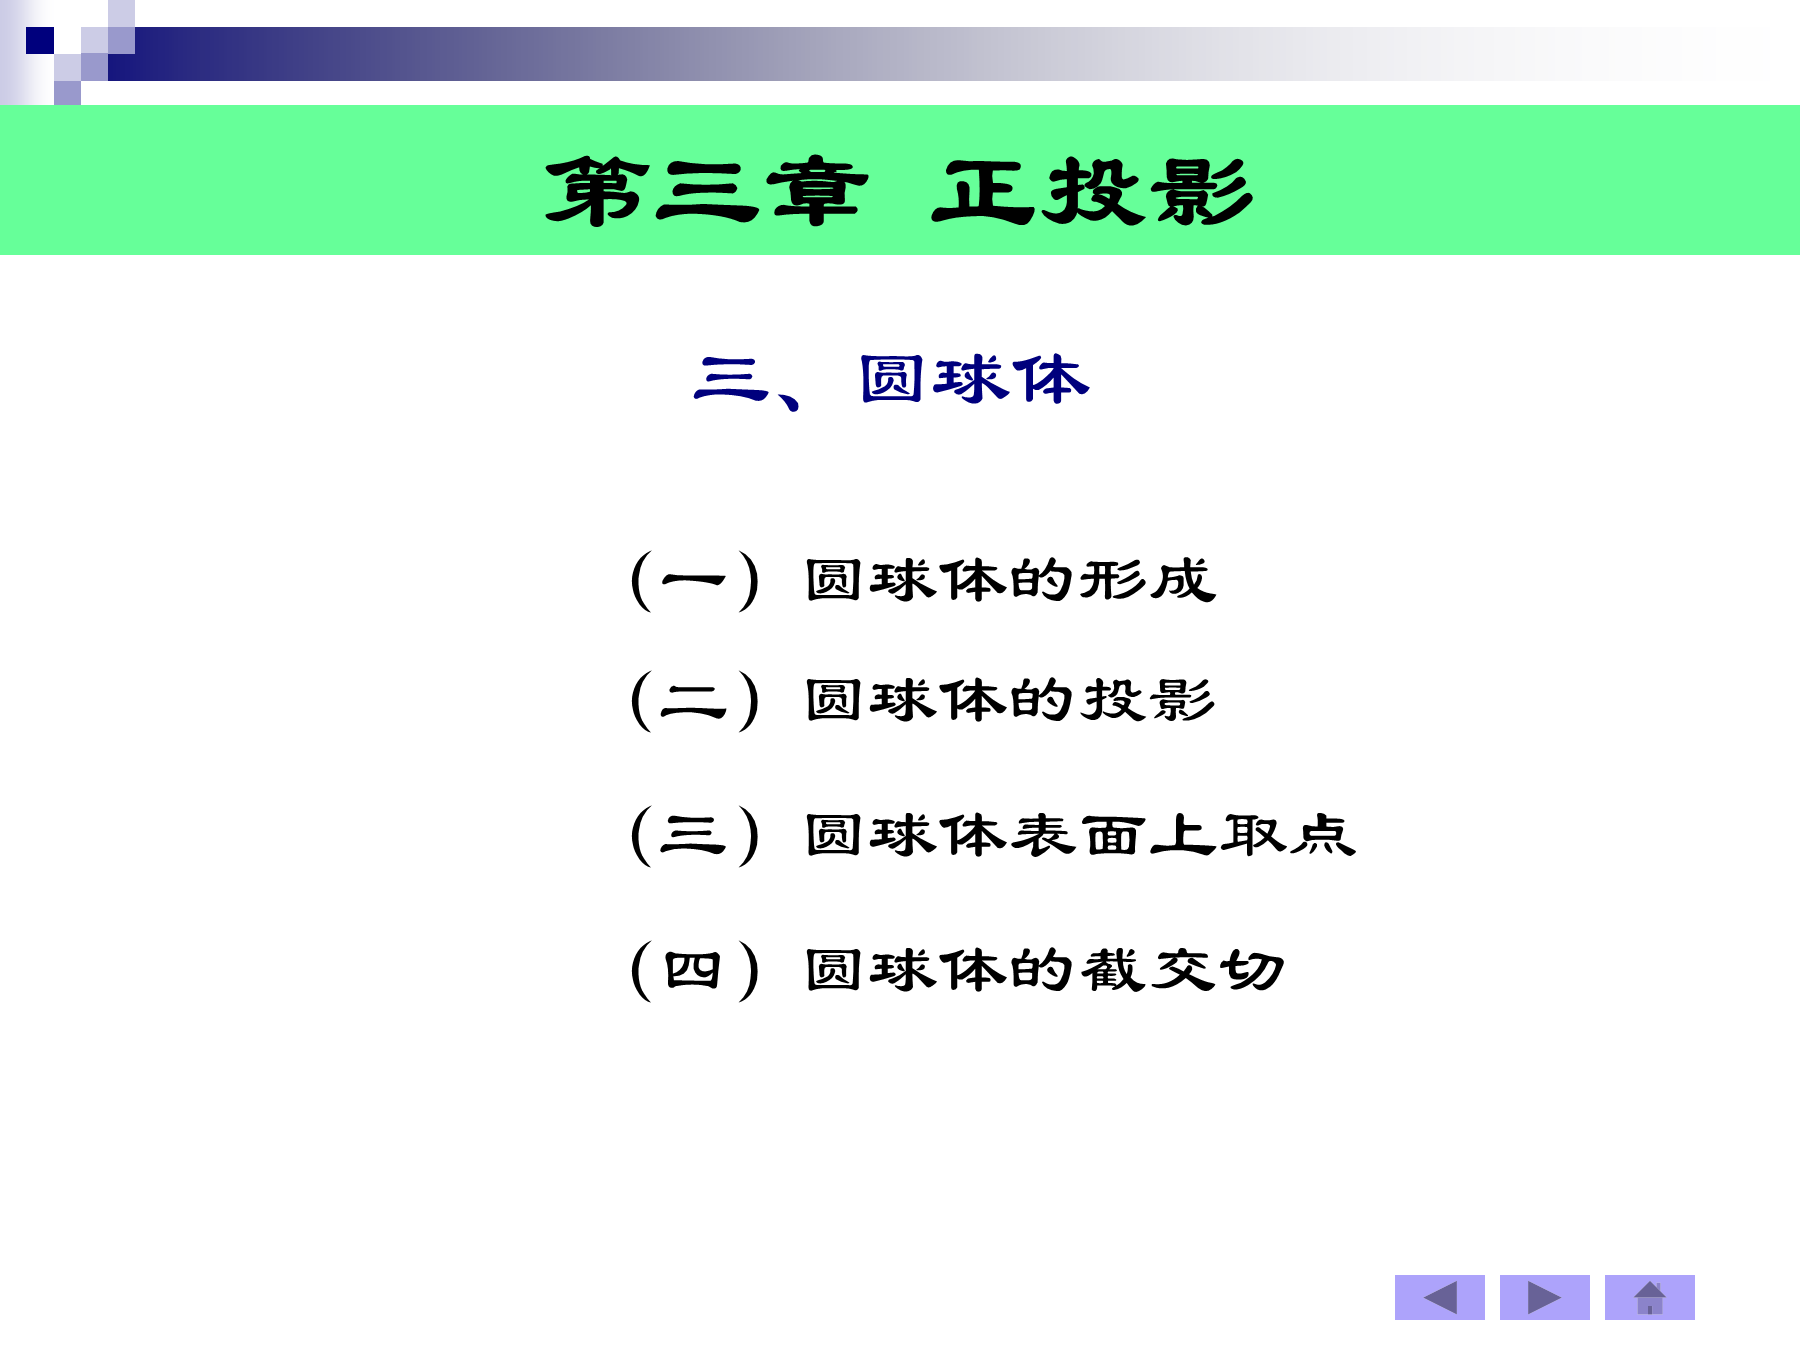 第三章 正投影
三、圆球体
(一) 圆球体的形成
(二) 圆球体的投影
(三) 圆球体表面上取点
(四) 圆球体的截交切